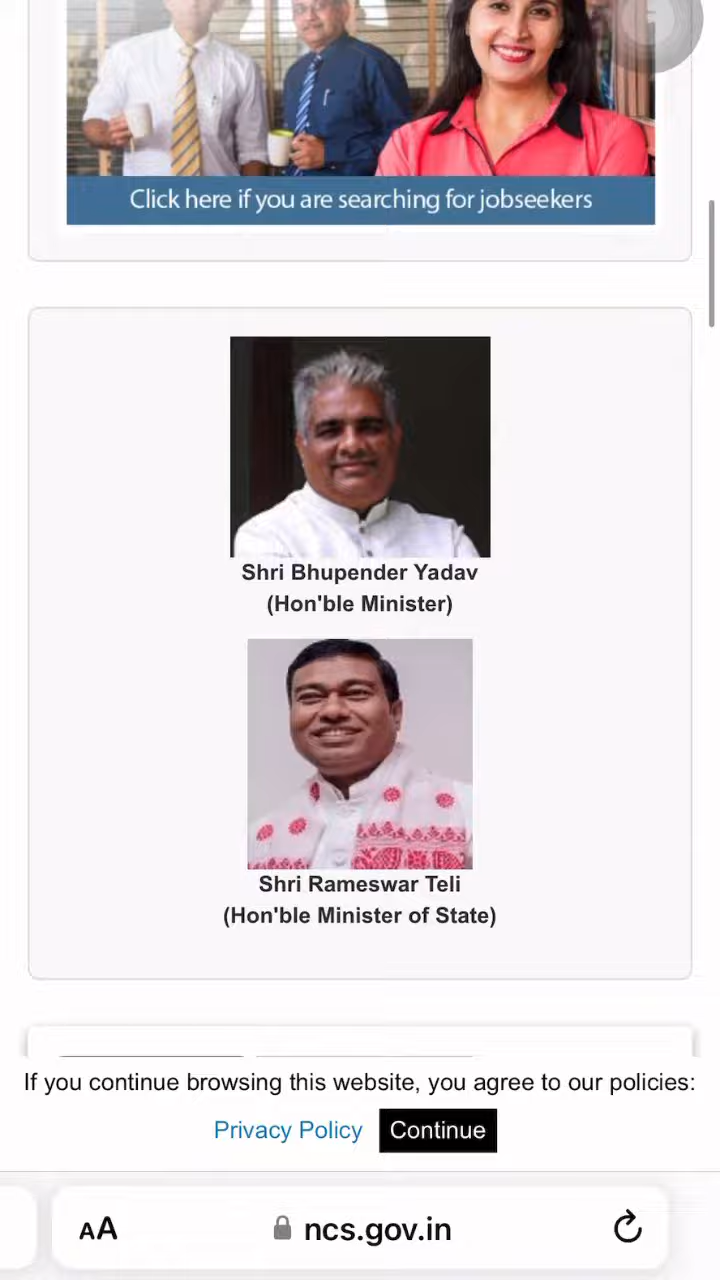 Click here if you are searching for jobseekers
Shri Bhupender Yadav
(Hon'ble Minister)
Shri Rameswar Teli
(Hon'ble Minister of State)
If you continue browsing this website, you agree to our policies:
Privacy Policy Continue
AA ncs.gov.in